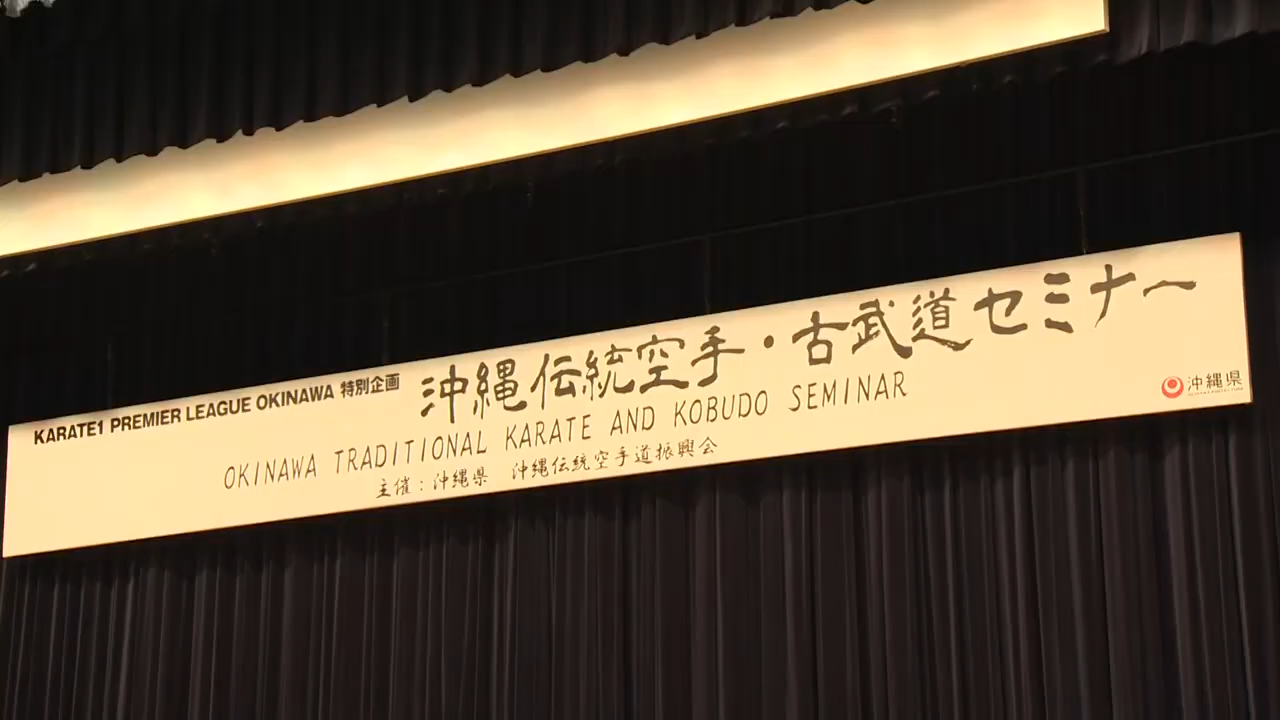 KARATE1 PREMIER LEAGUE OKINAWA 特別企画
沖縄伝統空手・古武道セミナー
OKINAWA TRADITIONAL KARATE AND KOBUDO SEMINAR
主催：沖縄県 沖縄伝統空手道振興会
沖縄県